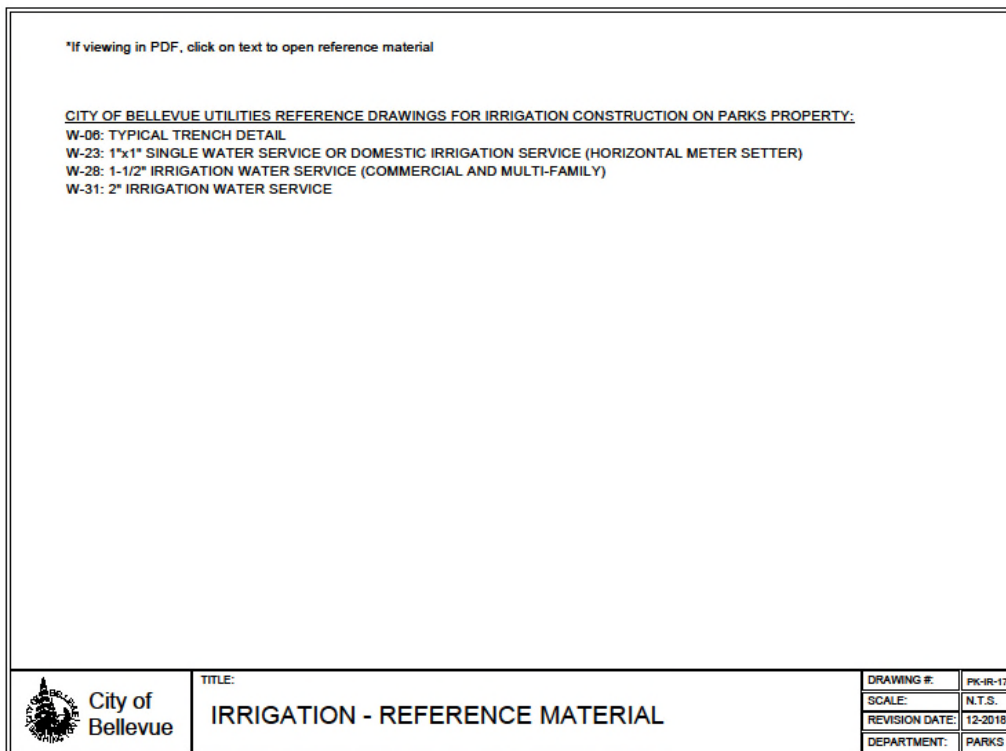 *If viewing in PDF, click on text to open reference material
CITY OF BELLEVUE UTILITIES REFERENCE DRAWINGS FOR IRRIGATION CONSTRUCTION ON PARKS PROPERTY:
W-06: TYPICAL TRENCH DETAIL
W-23: 1"x1" SINGLE WATER SERVICE OR DOMESTIC IRRIGATION SERVICE (HORIZONTAL METER SETTER)
W-28: 1-1/2" IRRIGATION WATER SERVICE (COMMERCIAL AND MULTI-FAMILY)
W-31: 2" IRRIGATION WATER SERVICE
City of
Bellevue
TITLE:
IRRIGATION - REFERENCE MATERIAL
DRAWING #: PK-IR-17
SCALE: N.T.S.
REVISION DATE: 12-2018
DEPARTMENT: PARKS